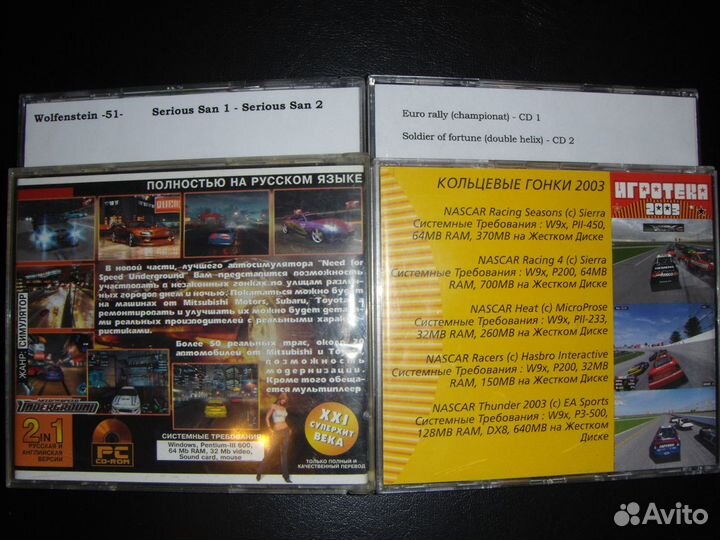 Wolfenstein -51-
Serious San 1 - Serious San 2
Euro rally (championat) - CD 1
Soldier of fortune (double helix) - CD 2
ПОЛНОСТЬЮ НА РУССКОМ ЯЗЫКЕ
В новой части, лучшего автосимулятора "Need for
Speed Underground" Вам представится возможность
участвовать в незаконных гонках по улицам различ-
ных городов днем и ночью. Покататься можно будет
на машинах от Mitsubishi Motors, Subaru, Toyota
ремонтировать и улучшать их можно будет детал-
ями реальных производителей с реальными характе-
ристиками.
Более 50 реальных трас, около 20
автомобилей от Mitsubishi и
возможность
модернизации.
Кроме того обеща-
ется мультиплеер
ЖАНР: СИМУЛЯТОР
UNDERGROUND
2 IN 1
РУССКАЯ И
АНГЛИЙСКАЯ
ВЕРСИИ
PC
CD-ROM
СИСТЕМНЫЕ ТРЕБОВАНИЯ
Windows, Pentium-III 600,
64 Mb RAM, 32 Mb video,
Sound card, mouse
XXI
СУПЕРХИТ
ВЕКА
ТОЛЬКО ПОЛНЫЙ И
КАЧЕСТВЕННЫЙ ПЕРЕВОД
КОЛЬЦЕВЫЕ ГОНКИ 2003
NASCAR Racing Seasons (c) Sierra
Системные Требования : W9x, PII-450,
64MB RAM, 370MB на Жестком Диске
NASCAR Racing 4 (c) Sierra
Системные Требования : W9x, P200, 64MB
RAM, 700MB на Жестком Диске
NASCAR Heat (c) MicroProse
Системные Требования : W9x, PII-233,
32MB RAM, 260MB на Жестком Диске
NASCAR Racers (c) Hasbro Interactive
Системные Требования : W9x, P200, 32MB
RAM, 150MB на Жестком Диске
NASCAR Thunder 2003 (c) EA Sports
Системные Требования : W9x, P3-500,
128MB RAM, DX8, 640MB на Жестком
Диске
ИГРОТЕКА
2003
Avito